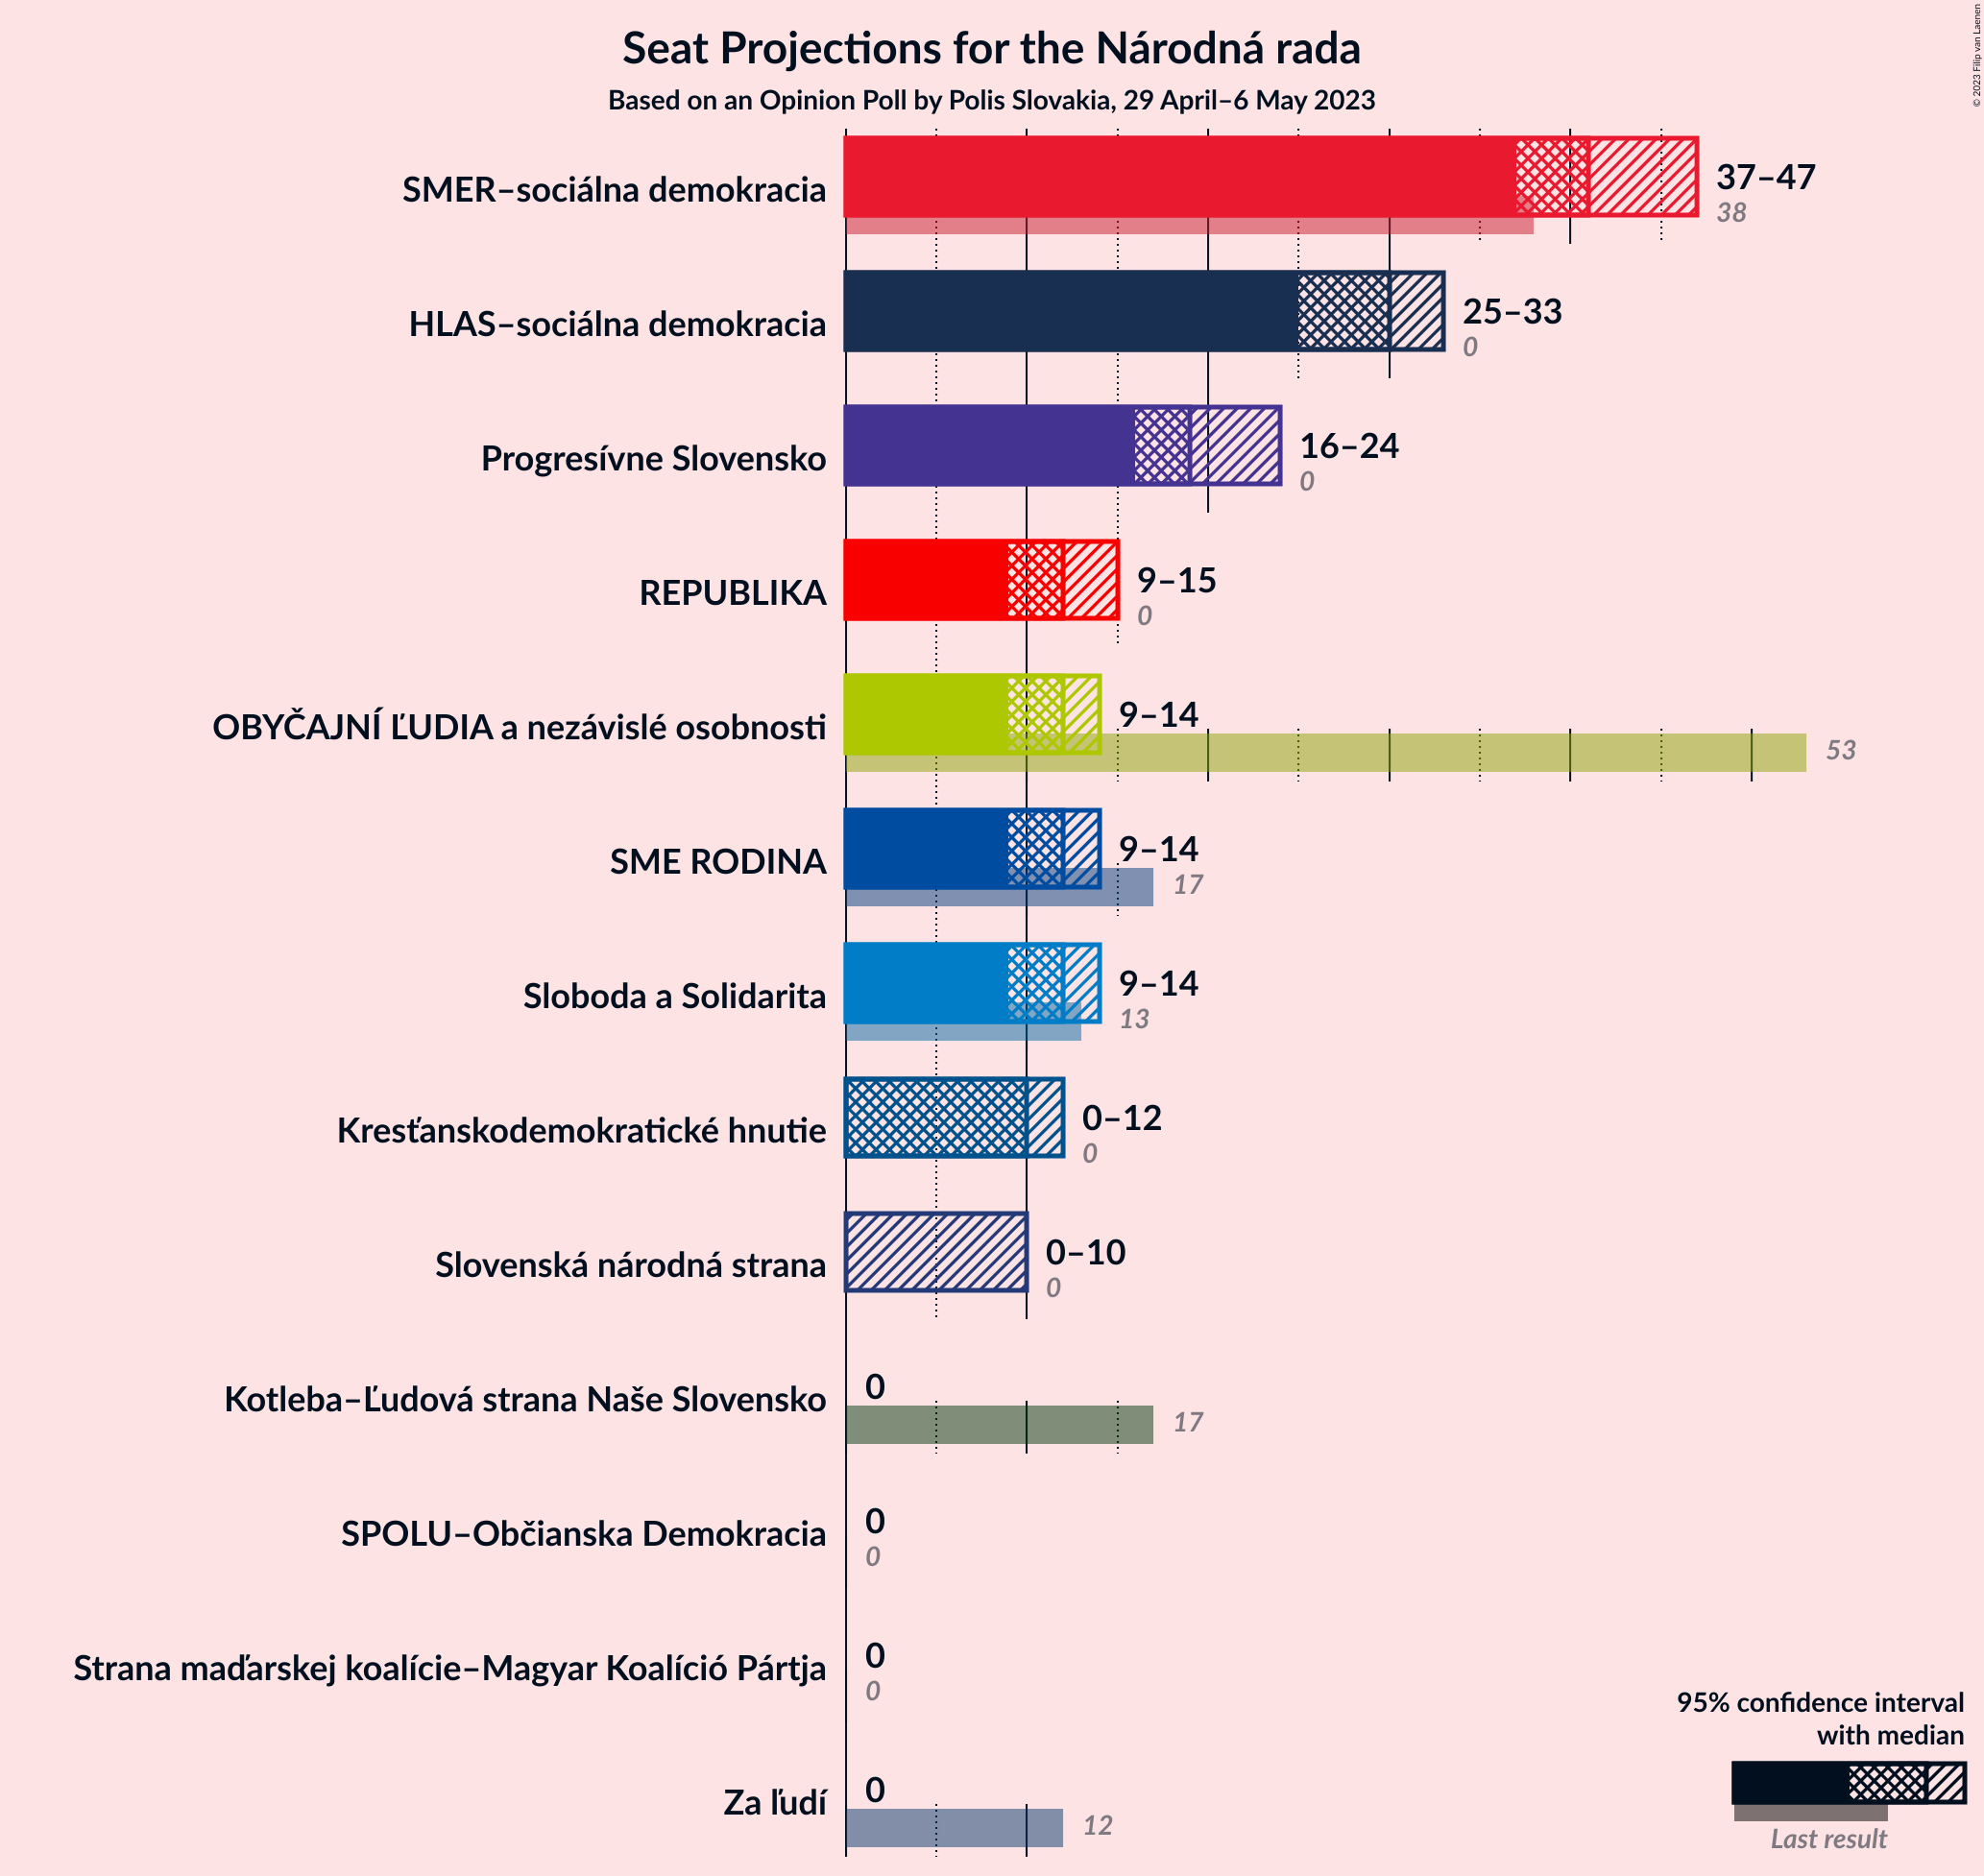 Seat Projections for the Národná rada
Based on an Opinion Poll by Polis Slovakia, 29 April–6 May 2023
© 2023 Filip van Laenen
SMER–sociálna demokracia
37–47
38
HLAS–sociálna demokracia
25–33
0
Progresívne Slovensko
16–24
0
REPUBLIKA
9–15
0
OBYČAJNÍ ĽUDIA a nezávislé osobnosti
9–14
53
SME RODINA
9–14
17
Sloboda a Solidarita
9–14
13
Kresťanskodemokratické hnutie
0–12
0
Slovenská národná strana
0–10
0
Kotleba–Ľudová strana Naše Slovensko
0
17
SPOLU–Občianska Demokracia
0
0
Strana maďarskej koalície–Magyar Koalíció Pártja
0
0
Za ľudí
0
12
95% confidence interval
with median
Last result